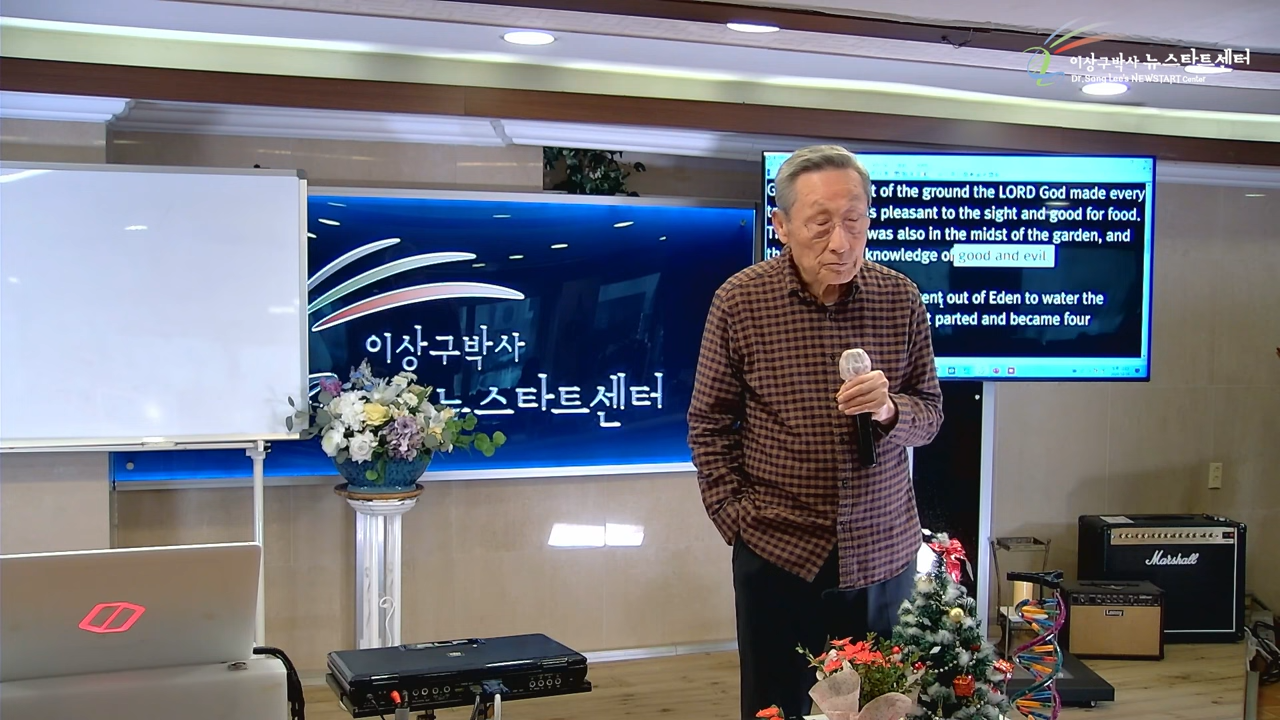 이상구박사 뉴스타트센터
Dr. Sang Lee's NEWSTART Center
of the ground the LORD God made every
pleasant to the sight and good for food.
was also in the midst of the garden, and
knowledge of good and evil
out of Eden to water the
parted and became four
이상구박사
뉴스타트센터
Marshall
Laney